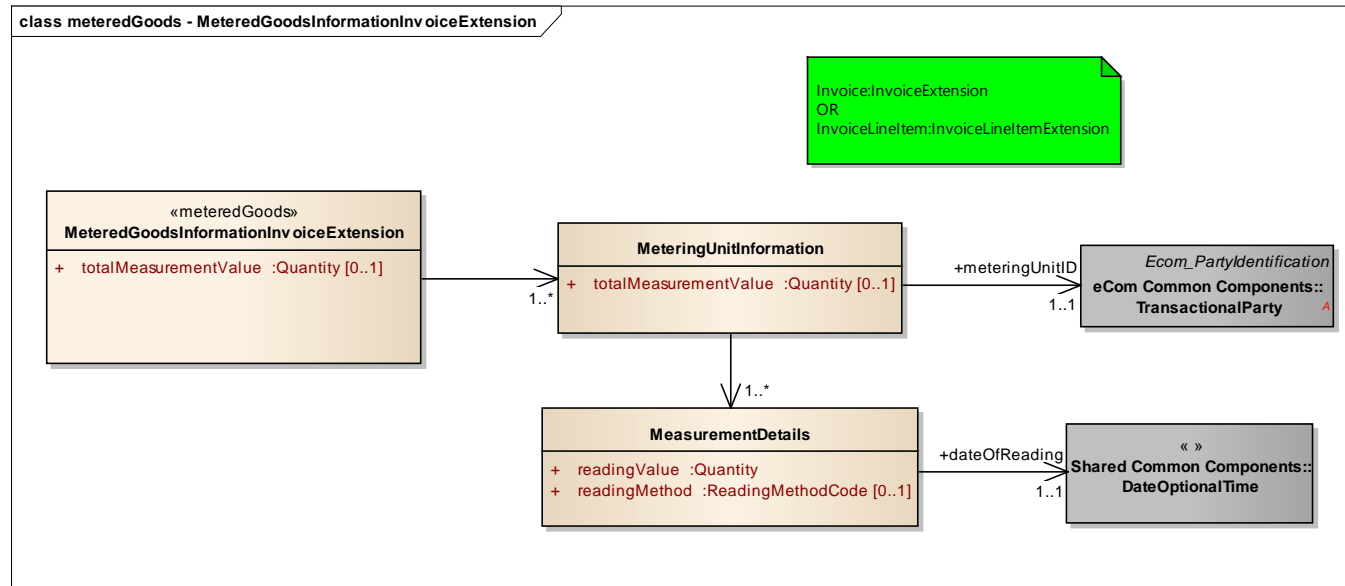 class meteredGoods - MeteredGoodsInformationInvoiceExtension
Invoice:InvoiceExtension
OR
InvoiceLineItem:InvoiceLineItemExtension
«meteredGoods»
MeteredGoodsInformationInvoiceExtension
+ totalMeasurementValue :Quantity [0..1]
1..*
MeteringUnitInformation
+ totalMeasurementValue :Quantity [0..1]
+meteringUnitID
1..1
Ecom_PartyIdentification
eCom Common Components::
TransactionalParty
A
1..*
MeasurementDetails
+ readingValue :Quantity
+ readingMethod :ReadingMethodCode [0..1]
+dateOfReading
1..1
« »
Shared Common Components::
DateOptionalTime